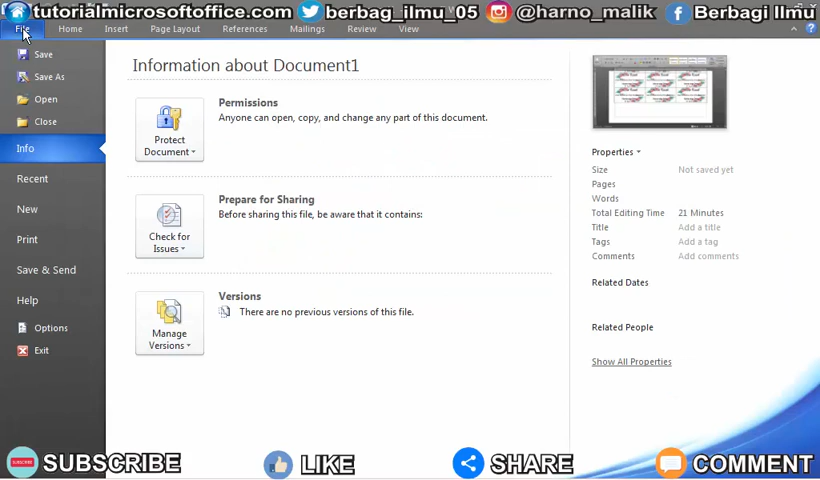 tutorialmicrosoftoffice.com berbag_ilmu_05 @harno_malik Berbagi Ilmu
File Home Insert Page Layout References Mailings Review View
Save
Save As
Open
Close
Info
Recent
New
Print
Save & Send
Help
Options
Exit
Information about Document1
Protect Document
Permissions
Anyone can open, copy, and change any part of this document.
Check for Issues
Prepare for Sharing
Before sharing this file, be aware that it contains:
Manage Versions
Versions
There are no previous versions of this file.
Properties
Size Not saved yet
Pages
Words
Total Editing Time 21 Minutes
Title Add a title
Tags Add a tag
Comments Add comments
Related Dates
Related People
Show All Properties
SUBSCRIBE LIKE SHARE COMMENT